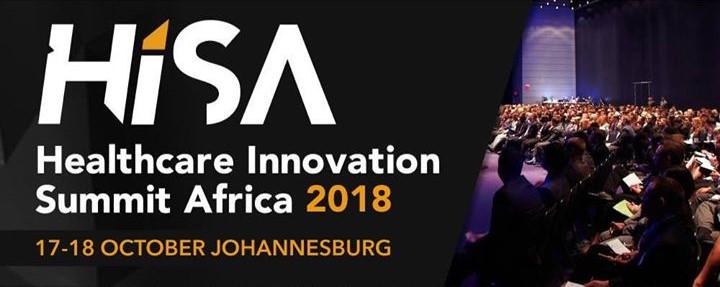 HiSA
Healthcare Innovation
Summit Africa 2018
17-18 OCTOBER JOHANNESBURG